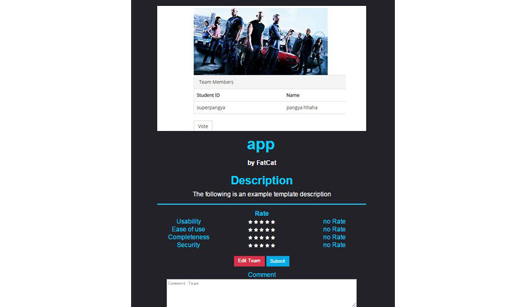 Team Members
Student ID Name
superpangya pangya hhaha
Vote
app
by FatCat
Description
The following is an example template description
Rate
Usability no Rate
Ease of use no Rate
Completeness no Rate
Security no Rate
Edit Team Submit
Comment
Comment Team